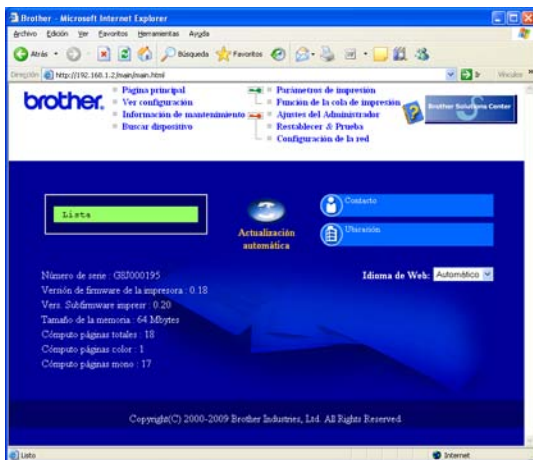 Brother - Microsoft Internet Explorer
Archivo Edición Ver Favoritos Herramientas Ayuda
Atrás Búsqueda Favoritos
Dirección http://192.168.1.2/main/main.html Ir Vínculos
brother.
Página principal
Ver configuración
Información de mantenimiento
Buscar dispositivo
Parámetros de impresión
Función de la cola de impresión
Ajustes del Administrador
Restablecer & Prueba
Configuración de la red
Brother Solutions Center
Lista
Actualización
automática
Contacto
Ubicación
Número de serie : G8J000195
Versión de firmware de la impresora : 0.18
Vers. Subfirmware impresr : 0.20
Tamaño de la memoria : 64 Mbytes
Cómputo páginas totales : 18
Cómputo páginas color : 1
Cómputo páginas mono : 17
Idioma de Web: Automático
Copyright(C) 2000-2009 Brother Industries, Ltd. All Rights Reserved.
Listo Internet